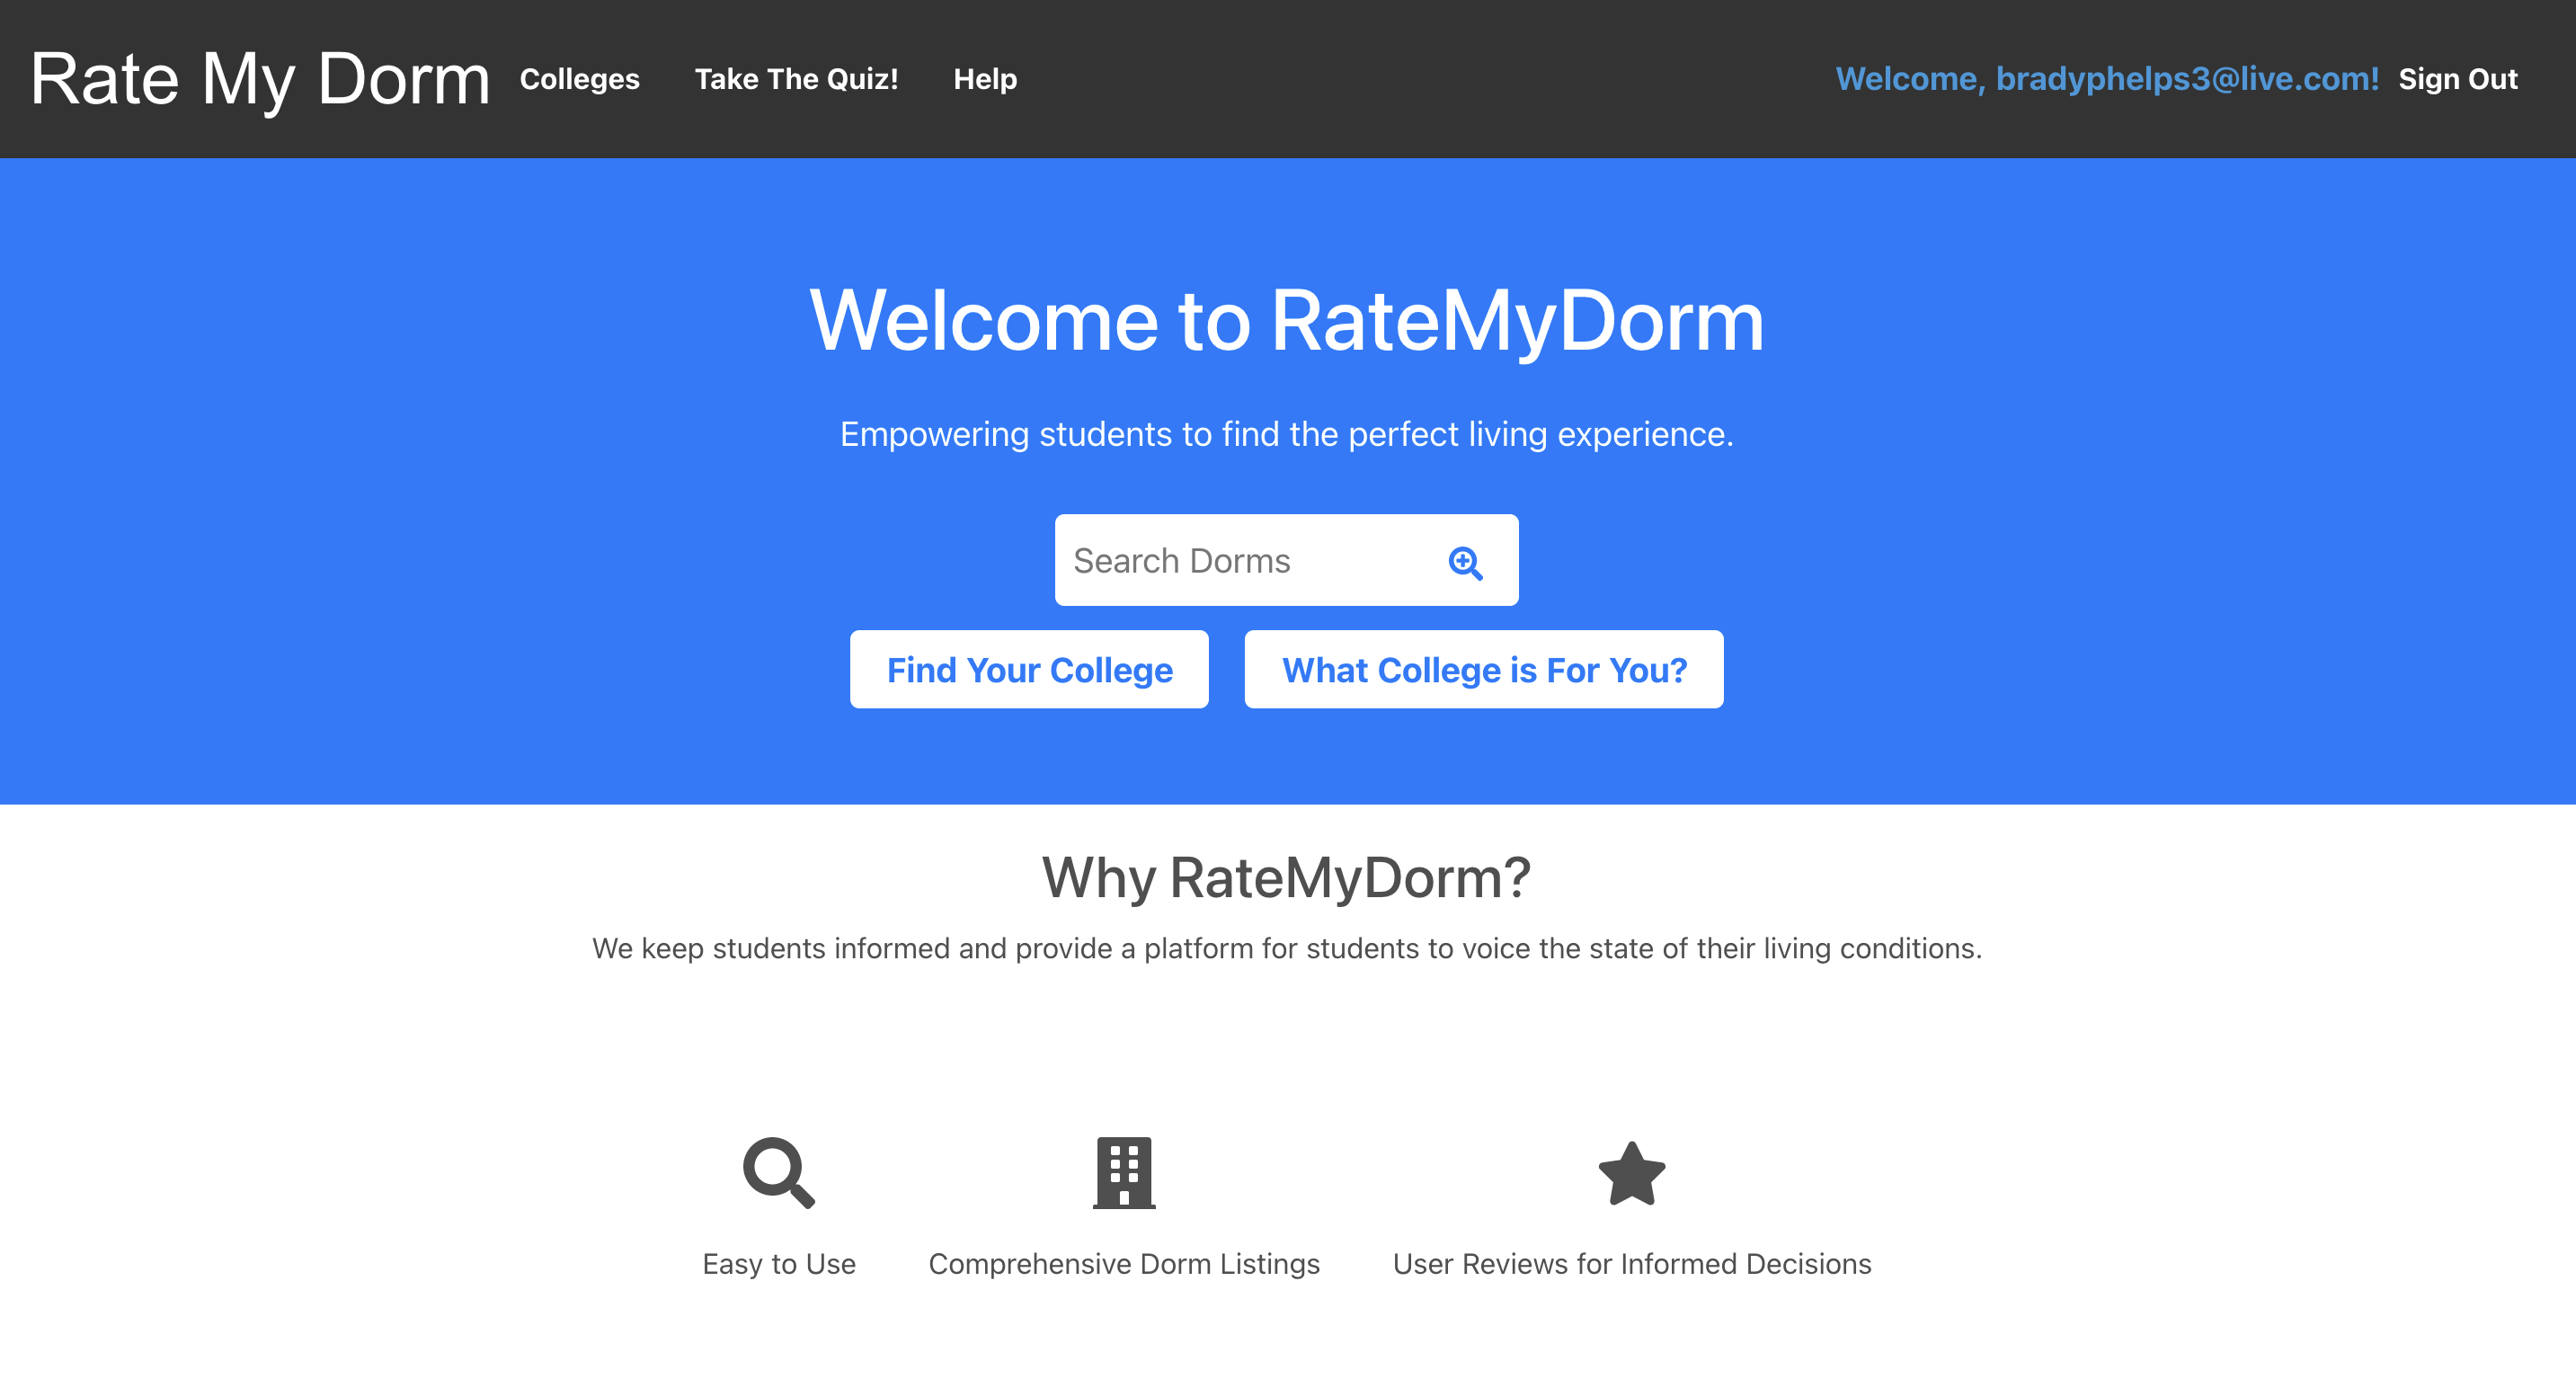 Rate My Dorm Colleges Take The Quiz! Help Welcome, bradyphelps3@live.com! Sign Out
Welcome to RateMyDorm
Empowering students to find the perfect living experience.
Search Dorms
Find Your College What College is For You?
Why RateMyDorm?
We keep students informed and provide a platform for students to voice the state of their living conditions.
Easy to Use Comprehensive Dorm Listings User Reviews for Informed Decisions